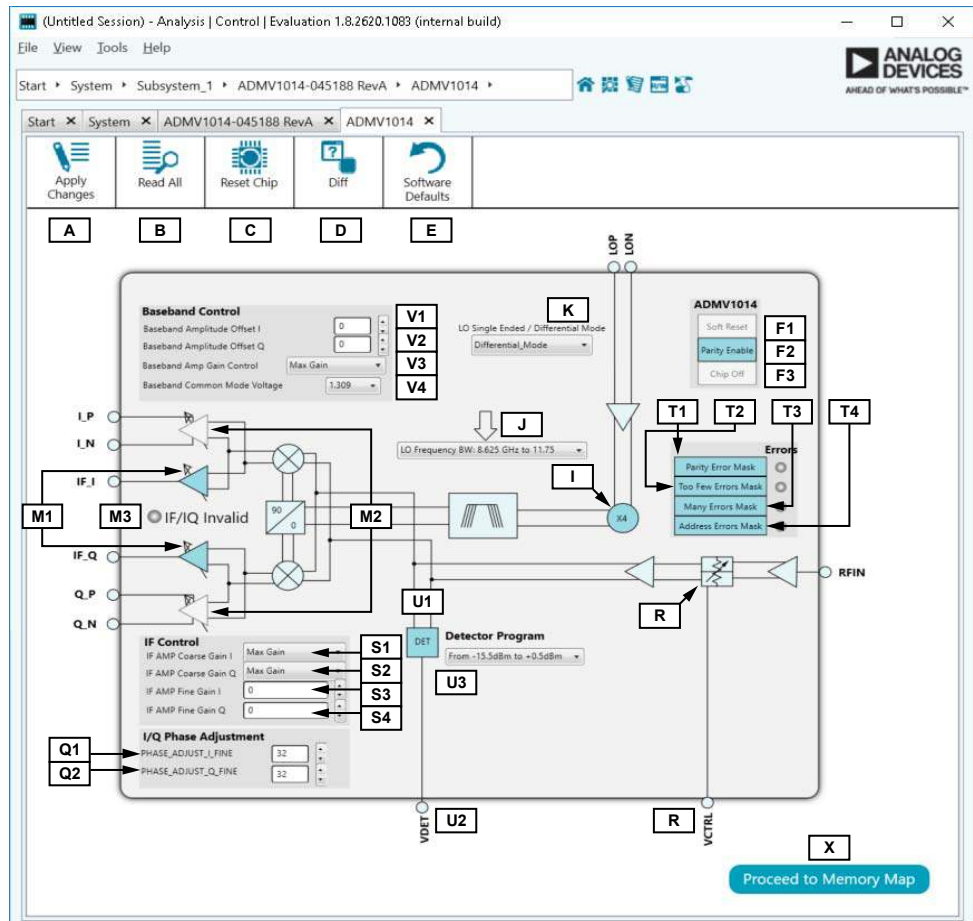 (Untitled Session) - Analysis | Control | Evaluation 1.8.2620.1083 (internal build)
File View Tools Help
ANALOG
DEVICES
AHEAD OF WHAT'S POSSIBLE™
Start System Subsystem_1 ADMV1014-045188 RevA ADMV1014
Start System ADMV1014-045188 RevA ADMV1014
Apply
Changes
Read All
Reset Chip
Diff
Software
Defaults
A B C D E
LOP LON
Baseband Control
Baseband Amplitude Offset I 0 V1
Baseband Amplitude Offset Q 0 V2
Baseband Amp Gain Control Max Gain V3
Baseband Common Mode Voltage 1.309 V4
K
LO Single Ended / Differential Mode
Differential_Mode
ADMV1014
Soft Reset F1
Parity Enable F2
Chip Off F3
J
LO Frequency BW: 8.625 GHz to 11.75
T1 T2 T3 T4
Errors
Parity Error Mask
Too Few Errors Mask
Many Errors Mask
Address Errors Mask
I_P
I_N
IF_I
M1 M3 IF/IQ Invalid 90 0 M2
I
X4
IF_Q
Q_P
Q_N
RFIN
R
U1
DET
Detector Program
From -15.5dBm to +0.5dBm
U3
IF Control
IF AMP Coarse Gain I Max Gain S1
IF AMP Coarse Gain Q Max Gain S2
IF AMP Fine Gain I 0 S3
IF AMP Fine Gain Q 0 S4
I/Q Phase Adjustment
Q1 PHASE_ADJUST_I_FINE 32
Q2 PHASE_ADJUST_Q_FINE 32
VDET U2
R VCTRL
X
Proceed to Memory Map